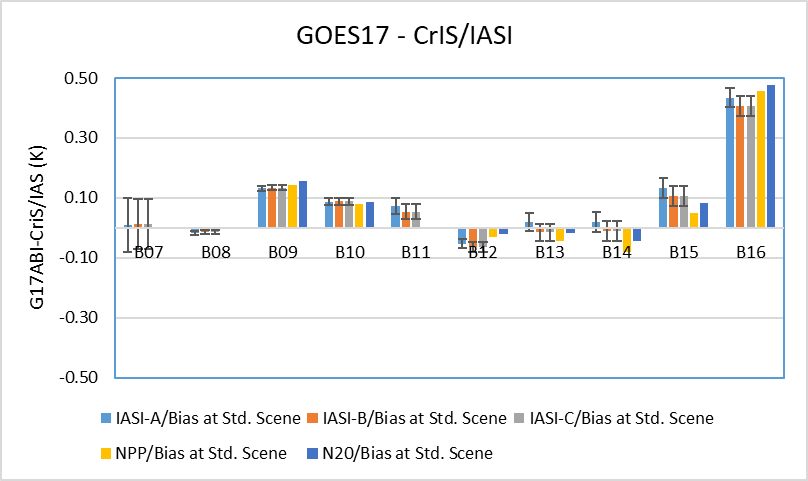 GOES17 - CrIS/IASI
G17ABI-CriS/IAS (K)
0.50
0.30
0.10
-0.10
-0.30
-0.50
B07 B08 B09 B10 B11 B12 B13 B14 B15 B16
IASI-A/Bias at Std. Scene IASI-B/Bias at Std. Scene IASI-C/Bias at Std. Scene
NPP/Bias at Std. Scene N20/Bias at Std. Scene